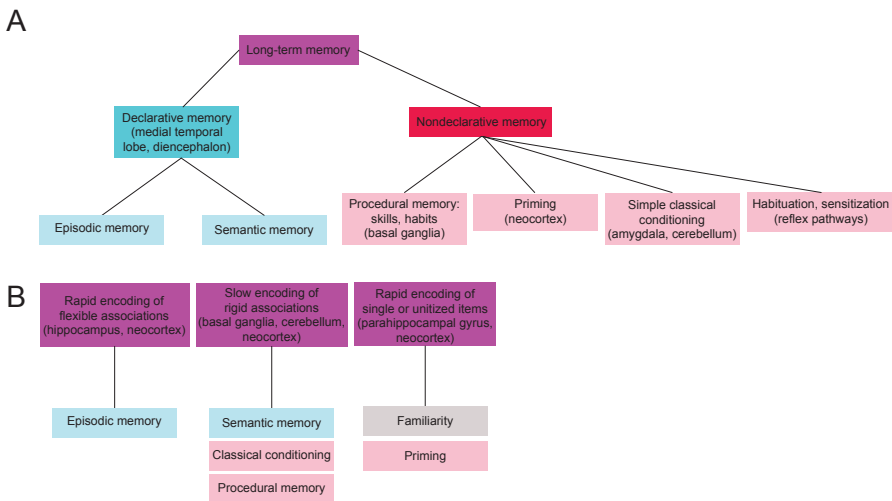 A
Long-term memory
Declarative memory
(medial temporal
lobe, diencephalon)
Nondeclarative memory
Episodic memory
Semantic memory
Procedural memory:
skills, habits
(basal ganglia)
Priming
(neocortex)
Simple classical
conditioning
(amygdala, cerebellum)
Habituation, sensitization
(reflex pathways)
B
Rapid encoding of
flexible associations
(hippocampus, neocortex)
Slow encoding of
rigid associations
(basal ganglia, cerebellum,
neocortex)
Rapid encoding of
single or unitized items
(parahippocampal gyrus,
neocortex)
Episodic memory
Semantic memory
Classical conditioning
Procedural memory
Familiarity
Priming